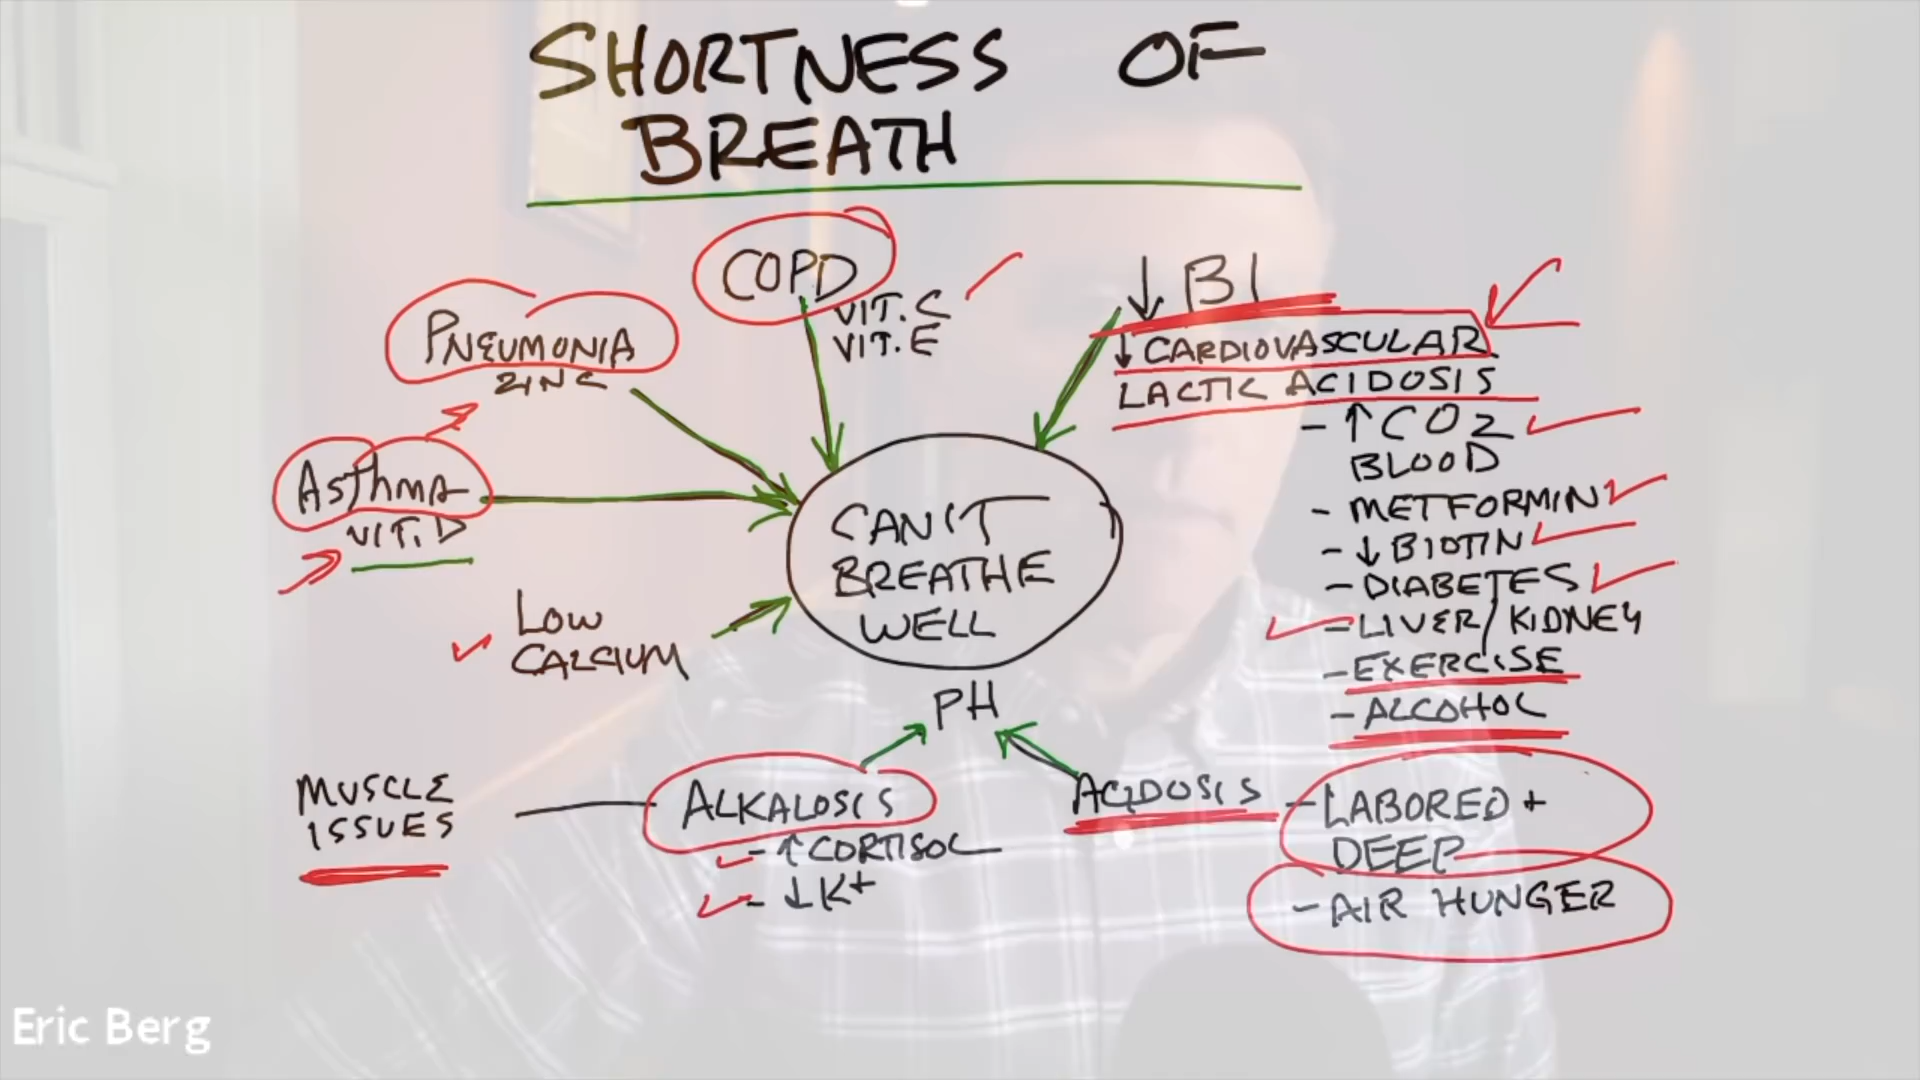 SHORTNESS OF
BREATH
COPD
VIT. C
VIT. E
PNEUMONIA
ZINC
ASThMA
VIT. D
LOW
CALCIUM
↓ B1
↓ CARDIOVASCULAR
LACTIC ACIDOSIS
- ↑ CO2
BLOOD
- METFORMIN
- ↓ BIOTIN
- DIABETES
- LIVER/KIDNEY
- EXERCISE
- ALCOHOL
CAN'T
BREATHE
WELL
PH
MUSCLE
ISSUES
ALKALOSIS
- ↑ CORTISOL
- ↓ K+
ACIDOSIS
- LABORED +
DEEP
- AIR HUNGER
Eric Berg